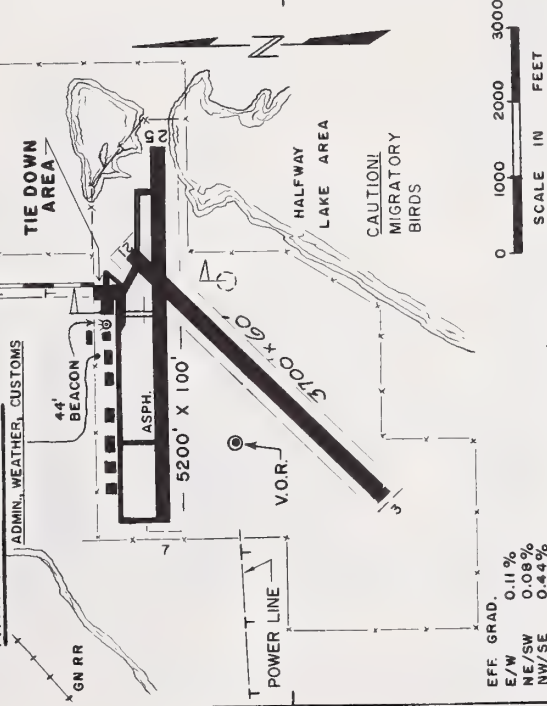 ADMIN., WEATHER, CUSTOMS
44'
BEACON
TIE DOWN
AREA
GN RR
ASPH.
25
5200' X 100'
7
V.O.R.
3700 x 60'
3
HALFWAY
LAKE AREA
CAUTION!
MIGRATORY
BIRDS
T
T
T
T
POWER LINE
N
EFF. GRAD.
E/W 0.11%
NE/SW 0.08%
NW/SE 0.44%
0 1000 2000 3000
SCALE IN FEET